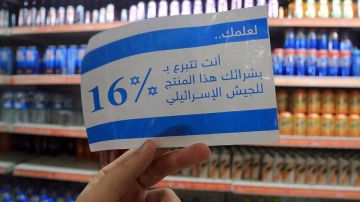 لعلمك..
أنت تتبرع بـ
16%
بشرائك هذا المنتج
للجيش الإسرائيلي